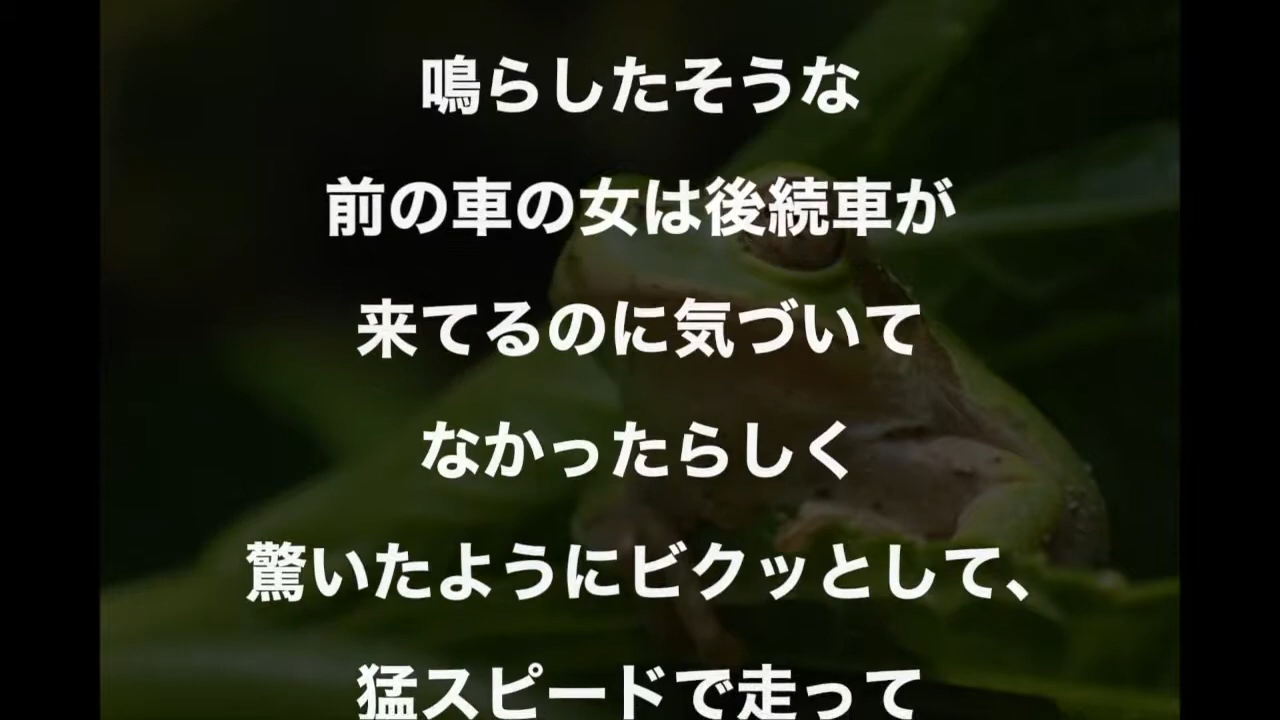 鳴らしたそうな
前の車の女は後続車が
来てるのに気づいて
なかったらしく
驚いたようにビクッとして、
猛スピードで走って